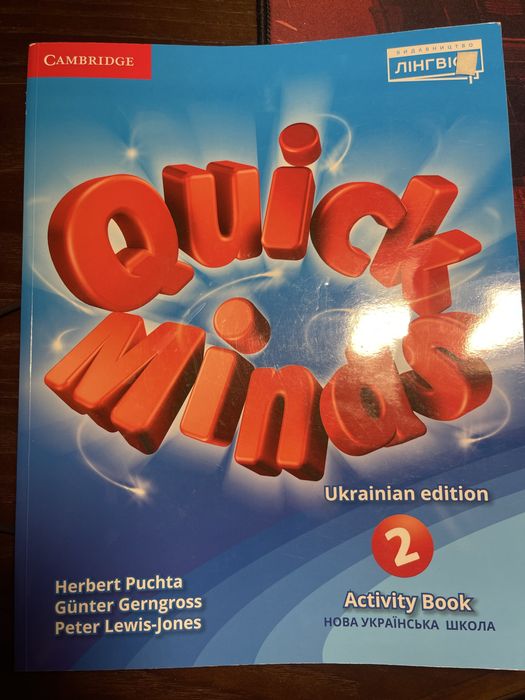 CAMBRIDGE
ВИДАВНИЦТВО
Quick
Minds
Ukrainian edition
2
Herbert Puchta
Günter Gerngross
Peter Lewis-Jones
Activity Book
НОВА УКРАЇНСЬКА ШКОЛА